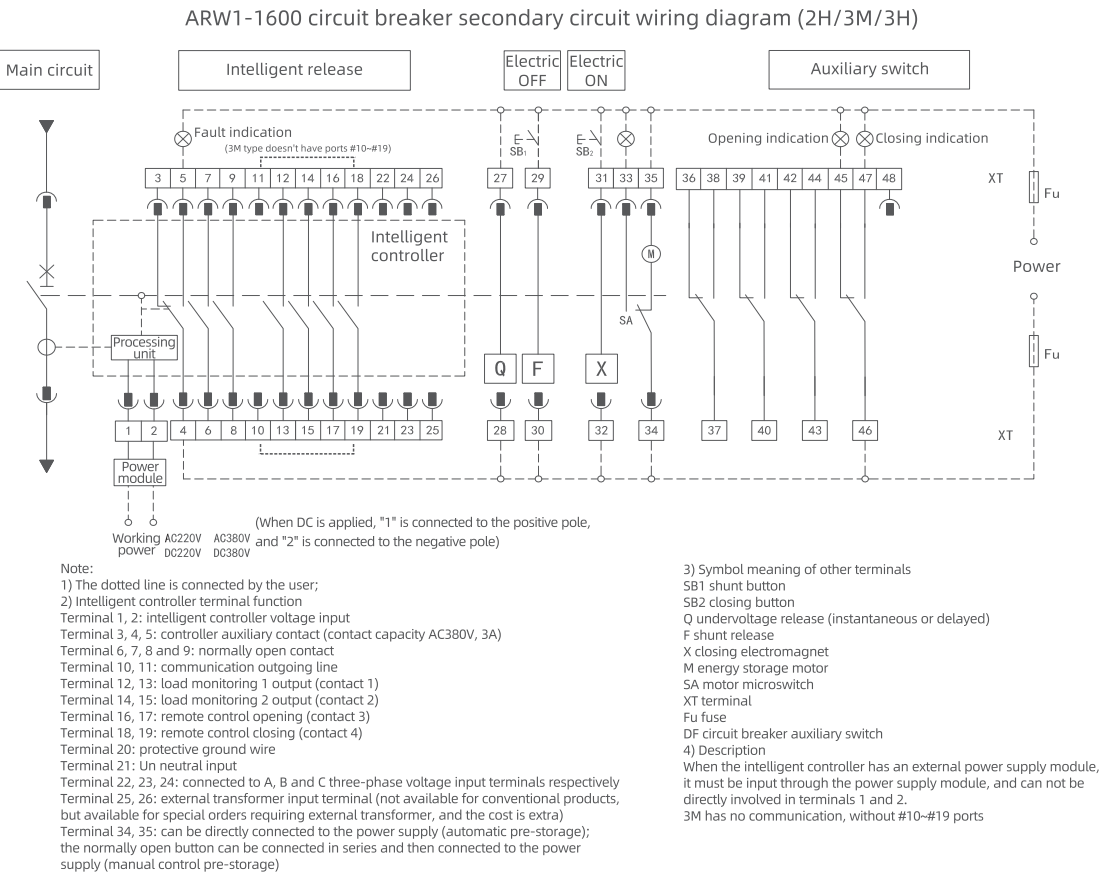 ARW1-1600 circuit breaker secondary circuit wiring diagram (2H/3M/3H)
Main circuit
Intelligent release
Electric
OFF
Electric
ON
Auxiliary switch
Fault indication
(3M type doesn't have ports #10~#19)
SB1
SB2
Opening indication
Closing indication
3 5 7 9 11 12 14 16 18 22 24 26 27 29 31 33 35 36 38 39 41 42 44 45 47 48
XT
Fu
Intelligent
controller
M
Power
SA
Processing
unit
Q F X
Fu
1 2 4 6 8 10 13 15 17 19 21 23 25 28 30 32 34 37 40 43 46
XT
Power
module
Working
power
AC220V AC380V
DC220V DC380V
(When DC is applied, "1" is connected to the positive pole,
and "2" is connected to the negative pole)
Note:
1) The dotted line is connected by the user;
2) Intelligent controller terminal function
Terminal 1, 2: intelligent controller voltage input
Terminal 3, 4, 5: controller auxiliary contact (contact capacity AC380V, 3A)
Terminal 6, 7, 8 and 9: normally open contact
Terminal 10, 11: communication outgoing line
Terminal 12, 13: load monitoring 1 output (contact 1)
Terminal 14, 15: load monitoring 2 output (contact 2)
Terminal 16, 17: remote control opening (contact 3)
Terminal 18, 19: remote control closing (contact 4)
Terminal 20: protective ground wire
Terminal 21: Un neutral input
Terminal 22, 23, 24: connected to A, B and C three-phase voltage input terminals respectively
Terminal 25, 26: external transformer input terminal (not available for conventional products,
but available for special orders requiring external transformer, and the cost is extra)
Terminal 34, 35: can be directly connected to the power supply (automatic pre-storage);
the normally open button can be connected in series and then connected to the power
supply (manual control pre-storage)
3) Symbol meaning of other terminals
SB1 shunt button
SB2 closing button
Q undervoltage release (instantaneous or delayed)
F shunt release
X closing electromagnet
M energy storage motor
SA motor microswitch
XT terminal
Fu fuse
DF circuit breaker auxiliary switch
4) Description
When the intelligent controller has an external power supply module,
it must be input through the power supply module, and can not be
directly involved in terminals 1 and 2.
3M has no communication, without #10~#19 ports